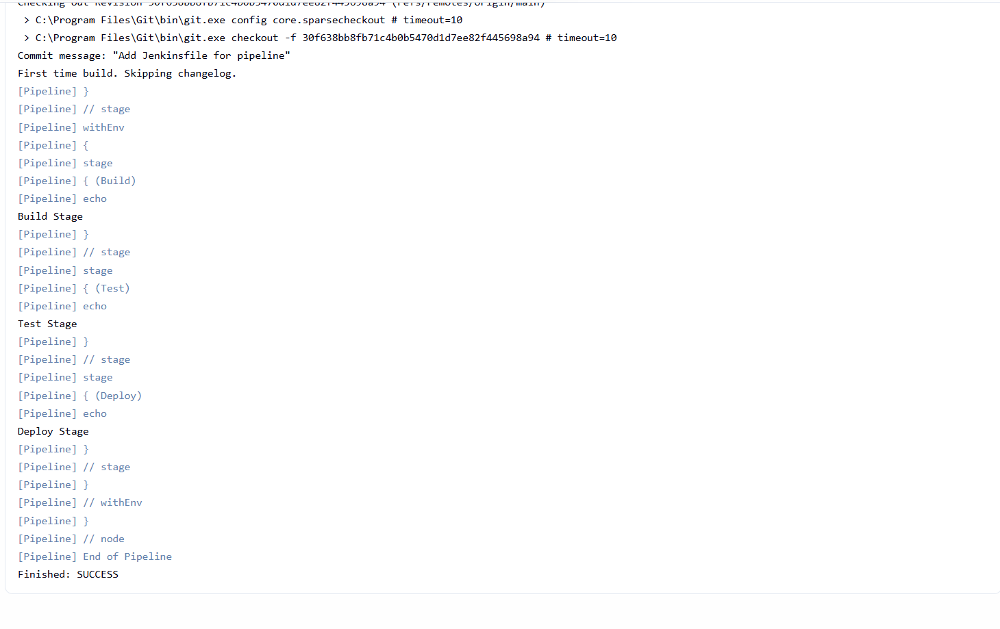 Checking out Revision 30f638bb8fb71c4b0b5470d1d7ee82f445698a94 (refs/remotes/origin/main)
> C:\Program Files\Git\bin\git.exe config core.sparsecheckout # timeout=10
> C:\Program Files\Git\bin\git.exe checkout -f 30f638bb8fb71c4b0b5470d1d7ee82f445698a94 # timeout=10
Commit message: "Add Jenkinsfile for pipeline"
First time build. Skipping changelog.
[Pipeline] }
[Pipeline] // stage
[Pipeline] withEnv
[Pipeline] {
[Pipeline] stage
[Pipeline] { (Build)
[Pipeline] echo
Build Stage
[Pipeline] }
[Pipeline] // stage
[Pipeline] stage
[Pipeline] { (Test)
[Pipeline] echo
Test Stage
[Pipeline] }
[Pipeline] // stage
[Pipeline] stage
[Pipeline] { (Deploy)
[Pipeline] echo
Deploy Stage
[Pipeline] }
[Pipeline] // stage
[Pipeline] }
[Pipeline] // withEnv
[Pipeline] }
[Pipeline] // node
[Pipeline] End of Pipeline
Finished: SUCCESS